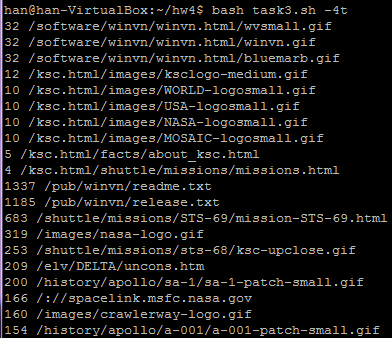 han@han-VirtualBox:~/hw4$ bash task3.sh -4t
32 /software/winvn/winvn.html/wvsmall.gif
32 /software/winvn/winvn.html/winvn.gif
32 /software/winvn/winvn.html/bluemarb.gif
12 /ksc.html/images/ksclogo-medium.gif
10 /ksc.html/images/WORLD-logosmall.gif
10 /ksc.html/images/USA-logosmall.gif
10 /ksc.html/images/NASA-logosmall.gif
10 /ksc.html/images/MOSAIC-logosmall.gif
5 /ksc.html/facts/about_ksc.html
4 /ksc.html/shuttle/missions/missions.html
1337 /pub/winvn/readme.txt
1185 /pub/winvn/release.txt
683 /shuttle/missions/STS-69/mission-STS-69.html
319 /images/nasa-logo.gif
253 /shuttle/missions/sts-68/ksc-upclose.gif
209 /elv/DELTA/uncons.htm
200 /history/apollo/sa-1/sa-1-patch-small.gif
166 /://spacelink.msfc.nasa.gov
160 /images/crawlerway-logo.gif
154 /history/apollo/a-001/a-001-patch-small.gif